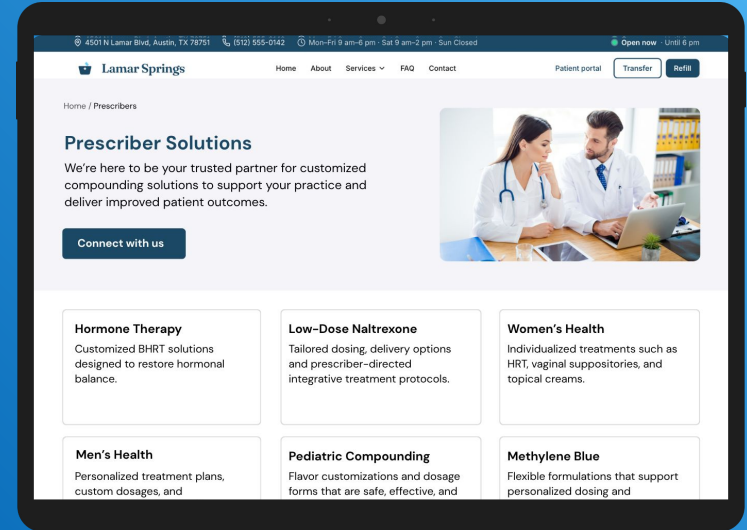 4501 N Lamar Blvd, Austin, TX 78751 (512) 555-0142 Mon–Fri 9 am–6 pm · Sat 9 am–2 pm · Sun Closed Open now · Until 6 pm
Lamar Springs Home About Services FAQ Contact Patient portal Transfer Refill
Home / Prescribers
Prescriber Solutions
We're here to be your trusted partner for customized
compounding solutions to support your practice and
deliver improved patient outcomes.
Connect with us
Hormone Therapy
Customized BHRT solutions
designed to restore hormonal
balance.
Low-Dose Naltrexone
Tailored dosing, delivery options
and prescriber-directed
integrative treatment protocols.
Women's Health
Individualized treatments such as
HRT, vaginal suppositories, and
topical creams.
Men's Health
Personalized treatment plans,
custom dosages, and
Pediatric Compounding
Flavor customizations and dosage
forms that are safe, effective, and
Methylene Blue
Flexible formulations that support
personalized dosing and